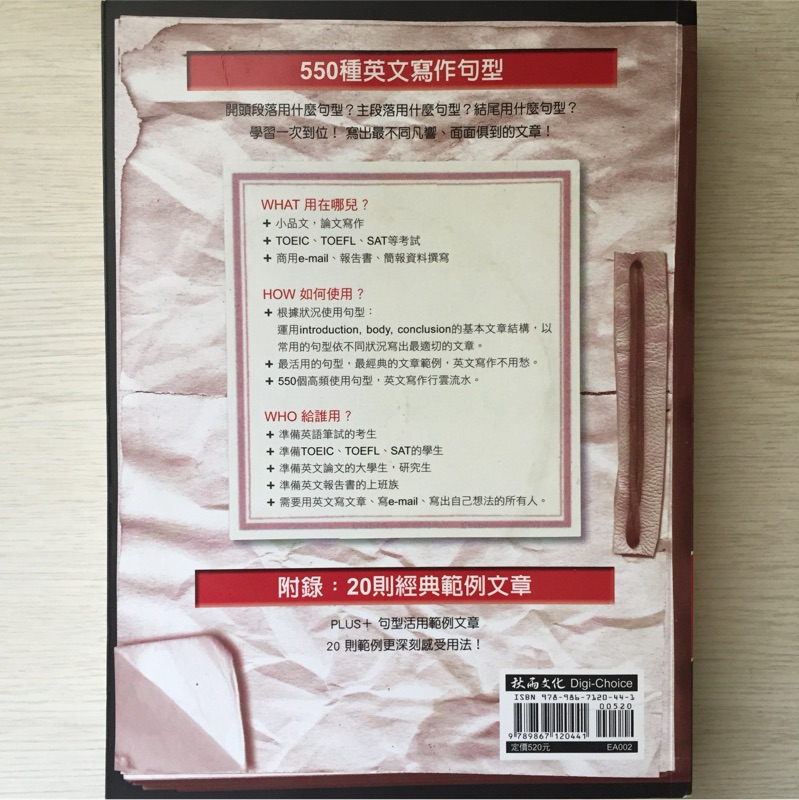 550種英文寫作句型
開頭段落用什麼句型？主段落用什麼句型？結尾用什麼句型？
學習一次到位！ 寫出最不同凡響、面面俱到的文章！
WHAT 用在哪兒？
+ 小品文，論文寫作
+ TOEIC、TOEFL、SAT等考試
+ 商用e-mail、報告書、簡報資料撰寫
HOW 如何使用？
+ 根據狀況使用句型：
運用introduction, body, conclusion的基本文章結構，以
常用的句型依不同狀況寫出最適切的文章。
+ 最活用的句型，最經典的文章範例，英文寫作不用愁。
+ 550個高頻使用句型，英文寫作行雲流水。
WHO 給誰用？
+ 準備英語筆試的考生
+ 準備TOEIC、TOEFL、SAT的學生
+ 準備英文論文的大學生，研究生
+ 準備英文報告書的上班族
+ 需要用英文寫文章、寫e-mail、寫出自己想法的所有人。
附錄：20則經典範例文章
PLUS＋ 句型活用範例文章
20 則範例更深刻感受用法！
秋雨文化 Digi-Choice
ISBN 978-986-7120-44-1
00520
9 789867 120441
定價520元 EA002